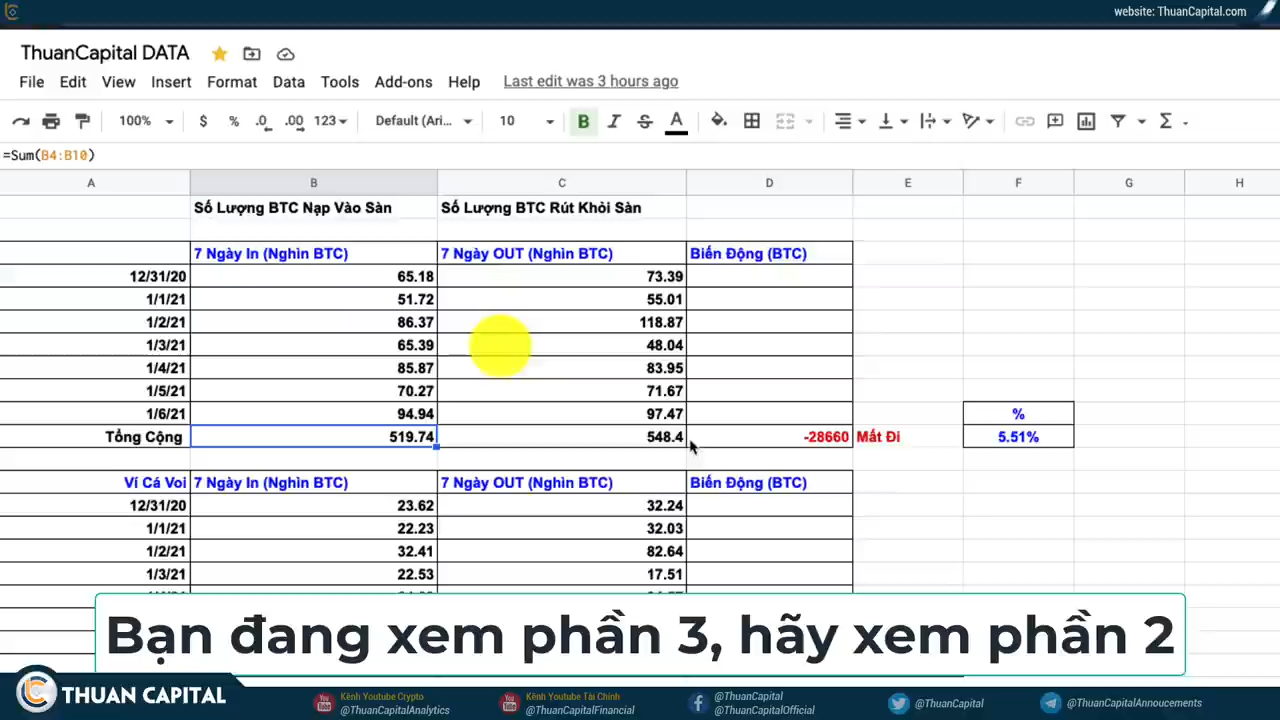 website: ThuanCapital.com
ThuanCapital DATA
File Edit View Insert Format Data Tools Add-ons Help Last edit was 3 hours ago
100% $ % .0 .00 123 Default (Ari... 10 B I S A Σ
=Sum(B4:B10)
A B C D E F G H
Số Lượng BTC Nạp Vào Sàn Số Lượng BTC Rút Khỏi Sàn
7 Ngày In (Nghìn BTC) 7 Ngày OUT (Nghìn BTC) Biến Động (BTC)
12/31/20 65.18 73.39
1/1/21 51.72 55.01
1/2/21 86.37 118.87
1/3/21 65.39 48.04
1/4/21 85.87 83.95
1/5/21 70.27 71.67
1/6/21 94.94 97.47 %
Tổng Cộng 519.74 548.4 -28660 Mất Đi 5.51%
Ví Cá Voi 7 Ngày In (Nghìn BTC) 7 Ngày OUT (Nghìn BTC) Biến Động (BTC)
12/31/20 23.62 32.24
1/1/21 22.23 32.03
1/2/21 32.41 82.64
1/3/21 22.53 17.51
Bạn đang xem phần 3, hãy xem phần 2
THUAN CAPITAL
Kênh Youtube Crypto
@ThuanCapitalAnalytics
Kênh Youtube Tài Chính
@ThuanCapitalFinancial
@ThuanCapital
@ThuanCapitalOfficial
@ThuanCapital
@ThuanCapitalAnnoucements